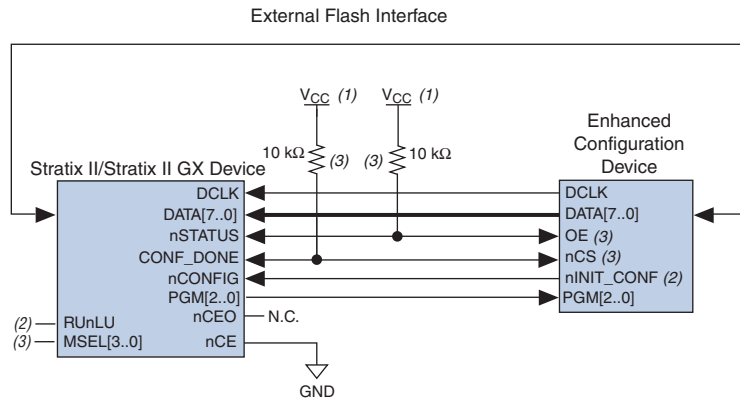 External Flash Interface
VCC (1) VCC (1)
10 kΩ (3) (3) 10 kΩ
Enhanced
Configuration
Device
Stratix II/Stratix II GX Device
DCLK DCLK
DATA[7..0] DATA[7..0]
nSTATUS OE (3)
CONF_DONE nCS (3)
nCONFIG nINIT_CONF (2)
PGM[2..0] PGM[2..0]
nCEO N.C.
(2) RUnLU
(3) MSEL[3..0] nCE
GND